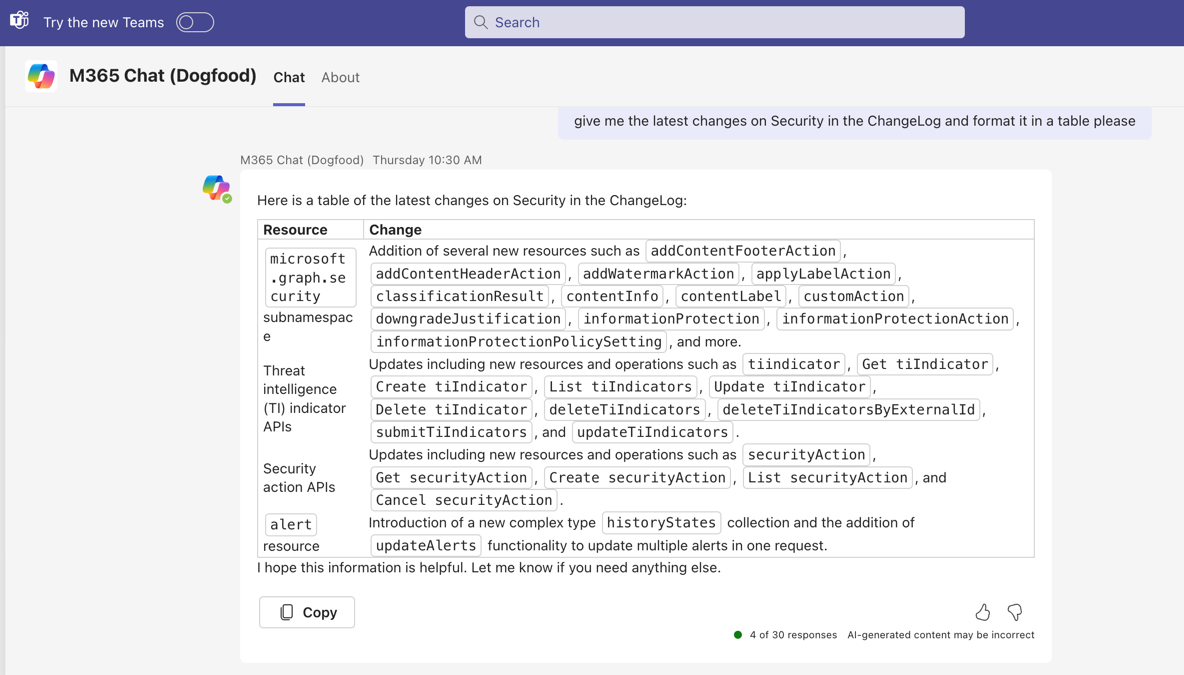 Try the new Teams
Search
M365 Chat (Dogfood) Chat About
give me the latest changes on Security in the ChangeLog and format it in a table please
M365 Chat (Dogfood) Thursday 10:30 AM
Here is a table of the latest changes on Security in the ChangeLog:
Resource
Change
microsoft
.graph.se
curity
subnamespac
e
Addition of several new resources such as addContentFooterAction ,
addContentHeaderAction , addWatermarkAction , applyLabelAction ,
classificationResult , contentInfo , contentLabel , customAction ,
downgradeJustification , informationProtection , informationProtectionAction ,
informationProtectionPolicySetting , and more.
Threat
intelligence
(TI) indicator
APIs
Updates including new resources and operations such as tiindicator , Get tiIndicator ,
Create tiIndicator , List tiIndicators , Update tiIndicator ,
Delete tiIndicator , deleteTiIndicators , deleteTiIndicatorsByExternalId ,
submitTiIndicators , and updateTiIndicators .
Security
action APIs
Updates including new resources and operations such as securityAction ,
Get securityAction , Create securityAction , List securityAction , and
Cancel securityAction .
alert
resource
Introduction of a new complex type historyStates collection and the addition of
updateAlerts functionality to update multiple alerts in one request.
I hope this information is helpful. Let me know if you need anything else.
Copy
4 of 30 responses AI-generated content may be incorrect